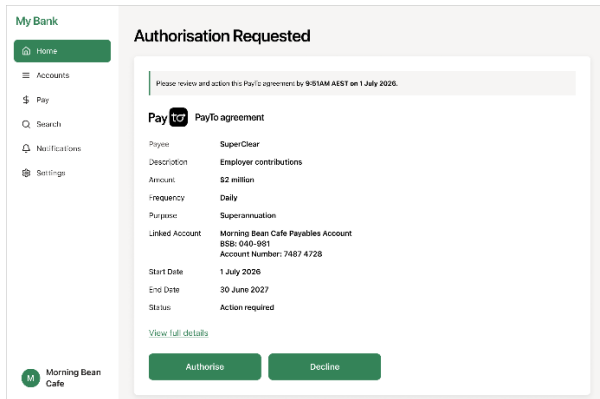 My Bank
Home
Accounts
Pay
Search
Notifications
Settings
Morning Bean
Cafe
M
Authorisation Requested
Please review and action this PayTo agreement by 9:51AM AEST on 1 July 2026.
Pay to PayTo agreement
Payee SuperClear
Description Employer contributions
Amount $2 million
Frequency Daily
Purpose Superannuation
Linked Account Morning Bean Cafe Payables Account
BSB: 040-981
Account Number: 7487 4728
Start Date 1 July 2026
End Date 30 June 2027
Status Action required
View full details
Authorise Decline